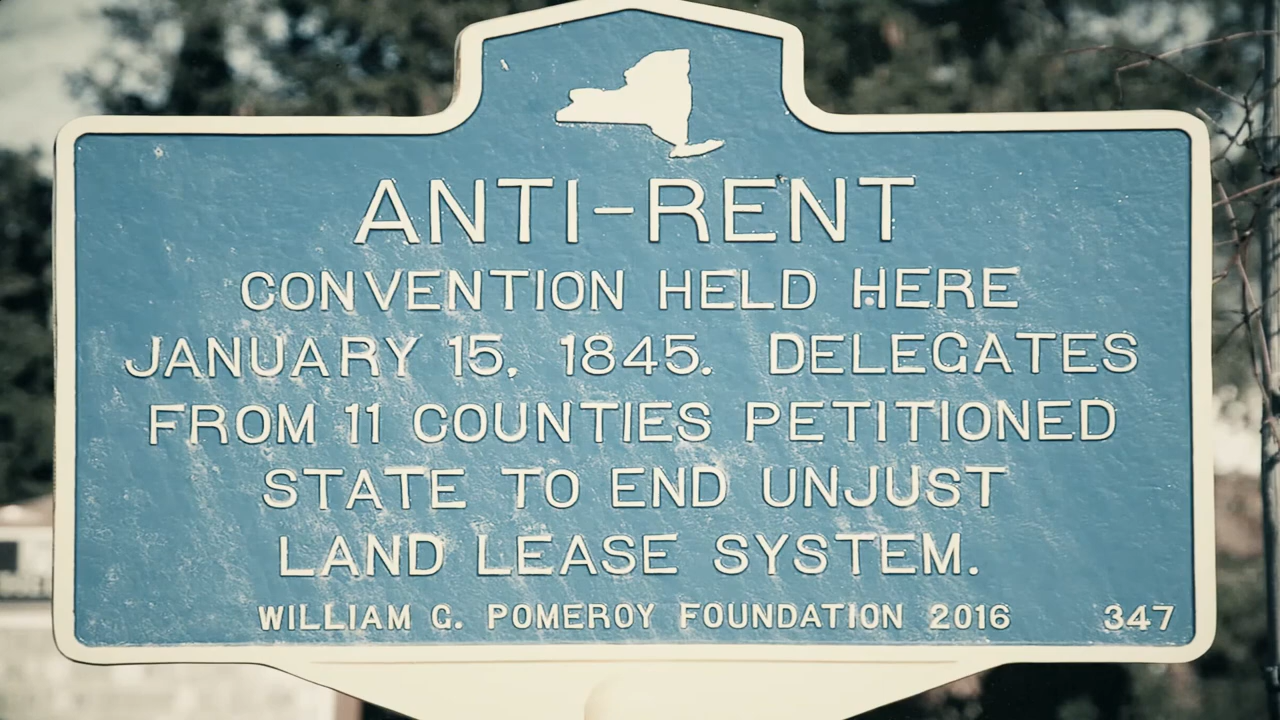 ANTI-RENT
CONVENTION HELD HERE
JANUARY 15, 1845. DELEGATES
FROM 11 COUNTIES PETITIONED
STATE TO END UNJUST
LAND LEASE SYSTEM.
WILLIAM G. POMEROY FOUNDATION 2016 347